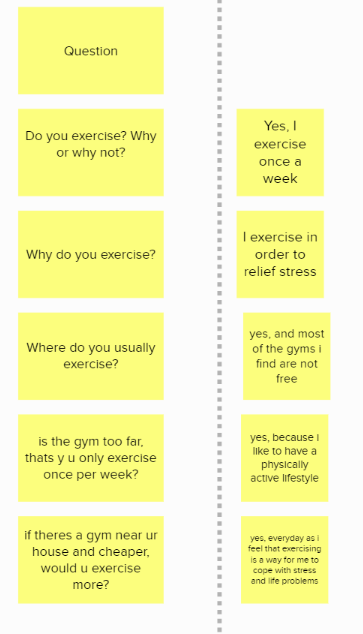 Question
Do you exercise? Why
or why not?
Yes, I
exercise
once a
week
Why do you exercise?
I exercise in
order to
relief stress
Where do you usually
exercise?
yes, and most
of the gyms i
find are not
free
is the gym too far,
thats y u only exercise
once per week?
yes, because i
like to have a
physically
active lifestyle
if theres a gym near ur
house and cheaper,
would u exercise
more?
yes, everyday as i
feel that exercising
is a way for me to
cope with stress
and life problems